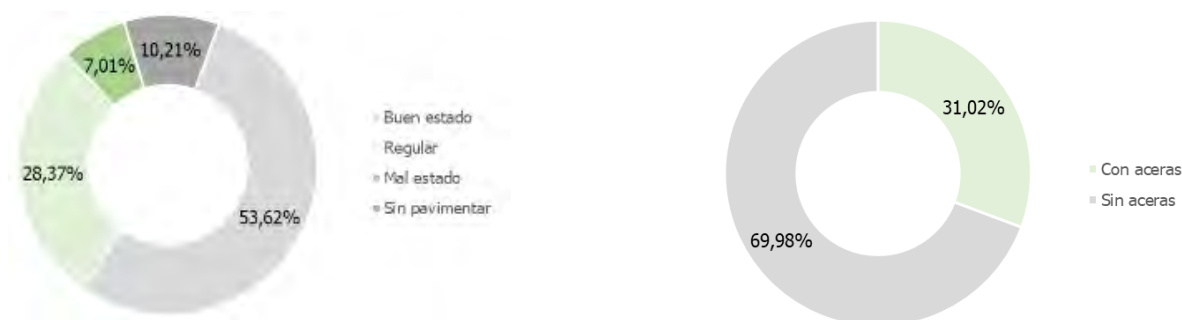 10,21%
7,01%
28,37%
53,62%
Buen estado
Regular
Mal estado
Sin pavimentar
31,02%
69,98%
Con aceras
Sin aceras